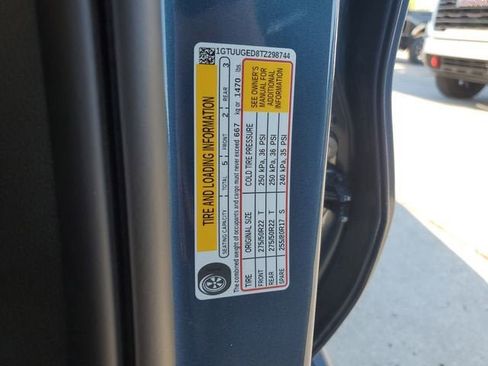 1GTUUGED8TZ298744
TIRE AND LOADING INFORMATION
SEATING CAPACITY TOTAL 5 FRONT 2 REAR 3
The combined weight of occupants and cargo must never exceed 667 kg or 1470 lbs.
TIRE ORIGINAL SIZE COLD TIRE PRESSURE
FRONT 275/50R22 T 250 kPa, 36 PSI
REAR 275/50R22 T 250 kPa, 36 PSI
SPARE 255/80R17 S 240 kPa, 35 PSI
SEE OWNER'S
MANUAL FOR
ADDITIONAL
INFORMATION